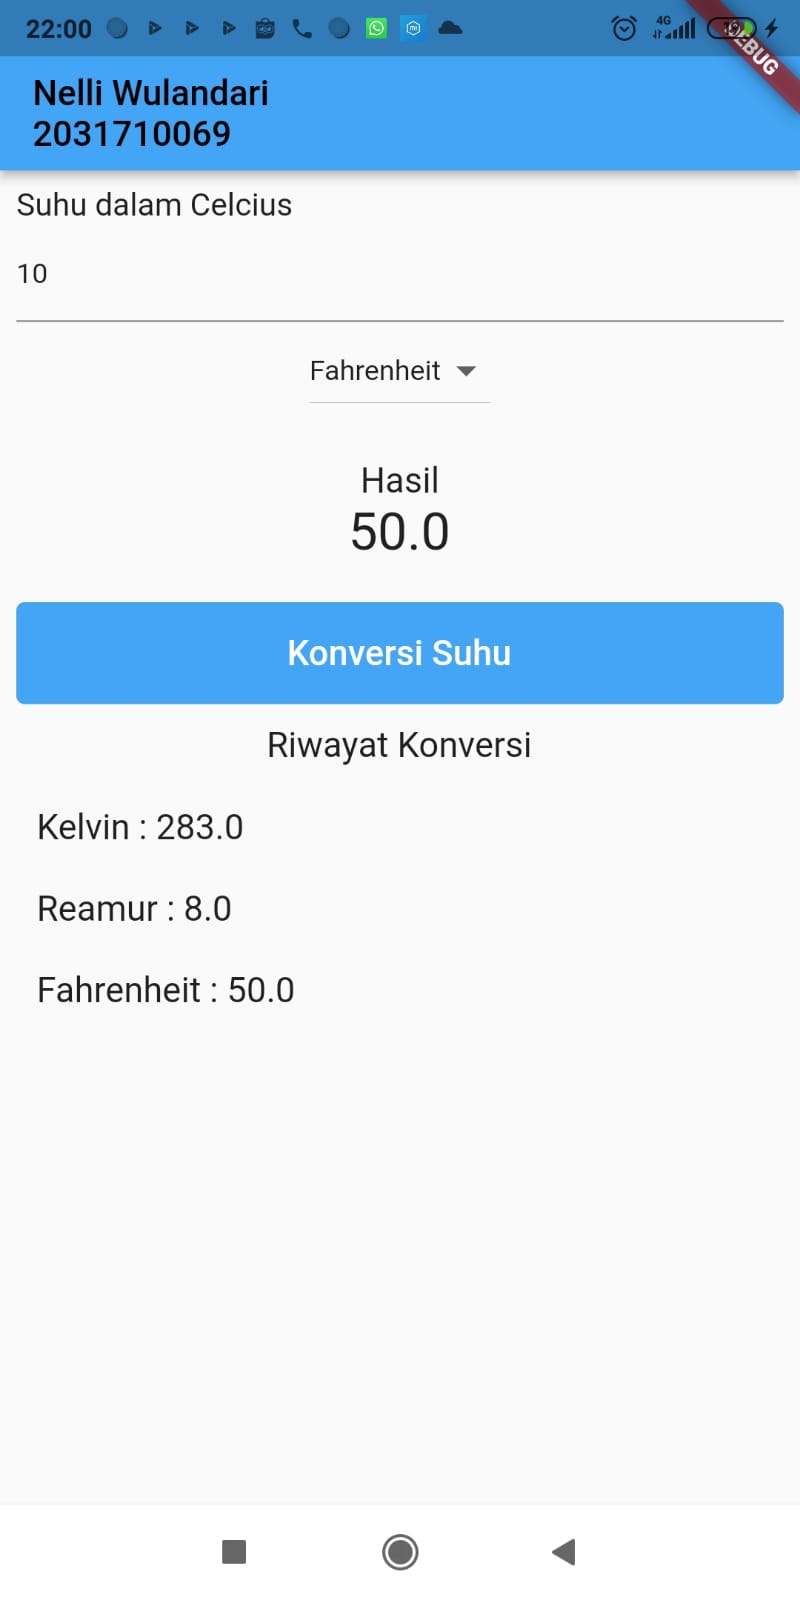 22:00
4G
DEBUG
Nelli Wulandari
2031710069
Suhu dalam Celcius
10
Fahrenheit
Hasil
50.0
Konversi Suhu
Riwayat Konversi
Kelvin : 283.0
Reamur : 8.0
Fahrenheit : 50.0